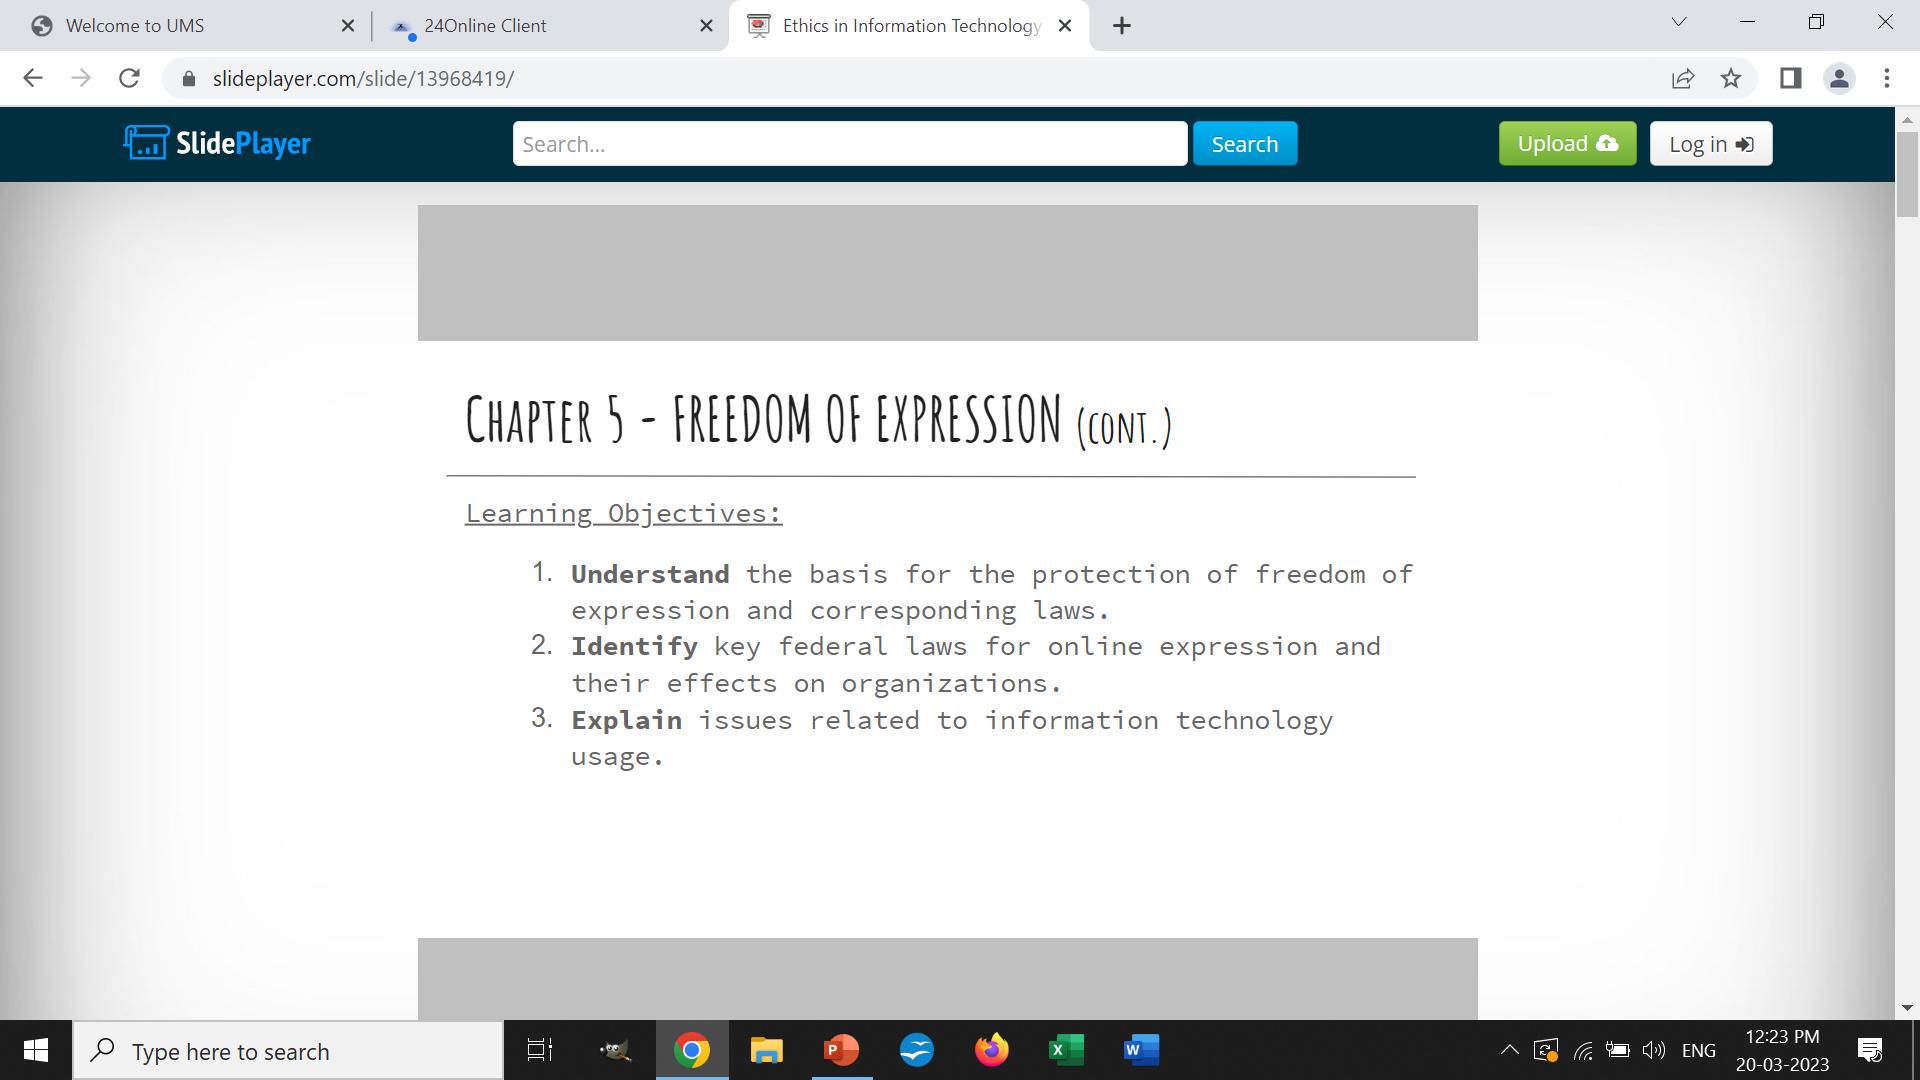 Welcome to UMS
24Online Client
Ethics in Information Technology
slideplayer.com/slide/13968419/
SlidePlayer
Search...
Search
Upload
Log in
CHAPTER 5 - FREEDOM OF EXPRESSION (CONT.)
Learning Objectives:
1. Understand the basis for the protection of freedom of
expression and corresponding laws.
2. Identify key federal laws for online expression and
their effects on organizations.
3. Explain issues related to information technology
usage.
Type here to search
P
X
W
ENG
12:23 PM
20-03-2023